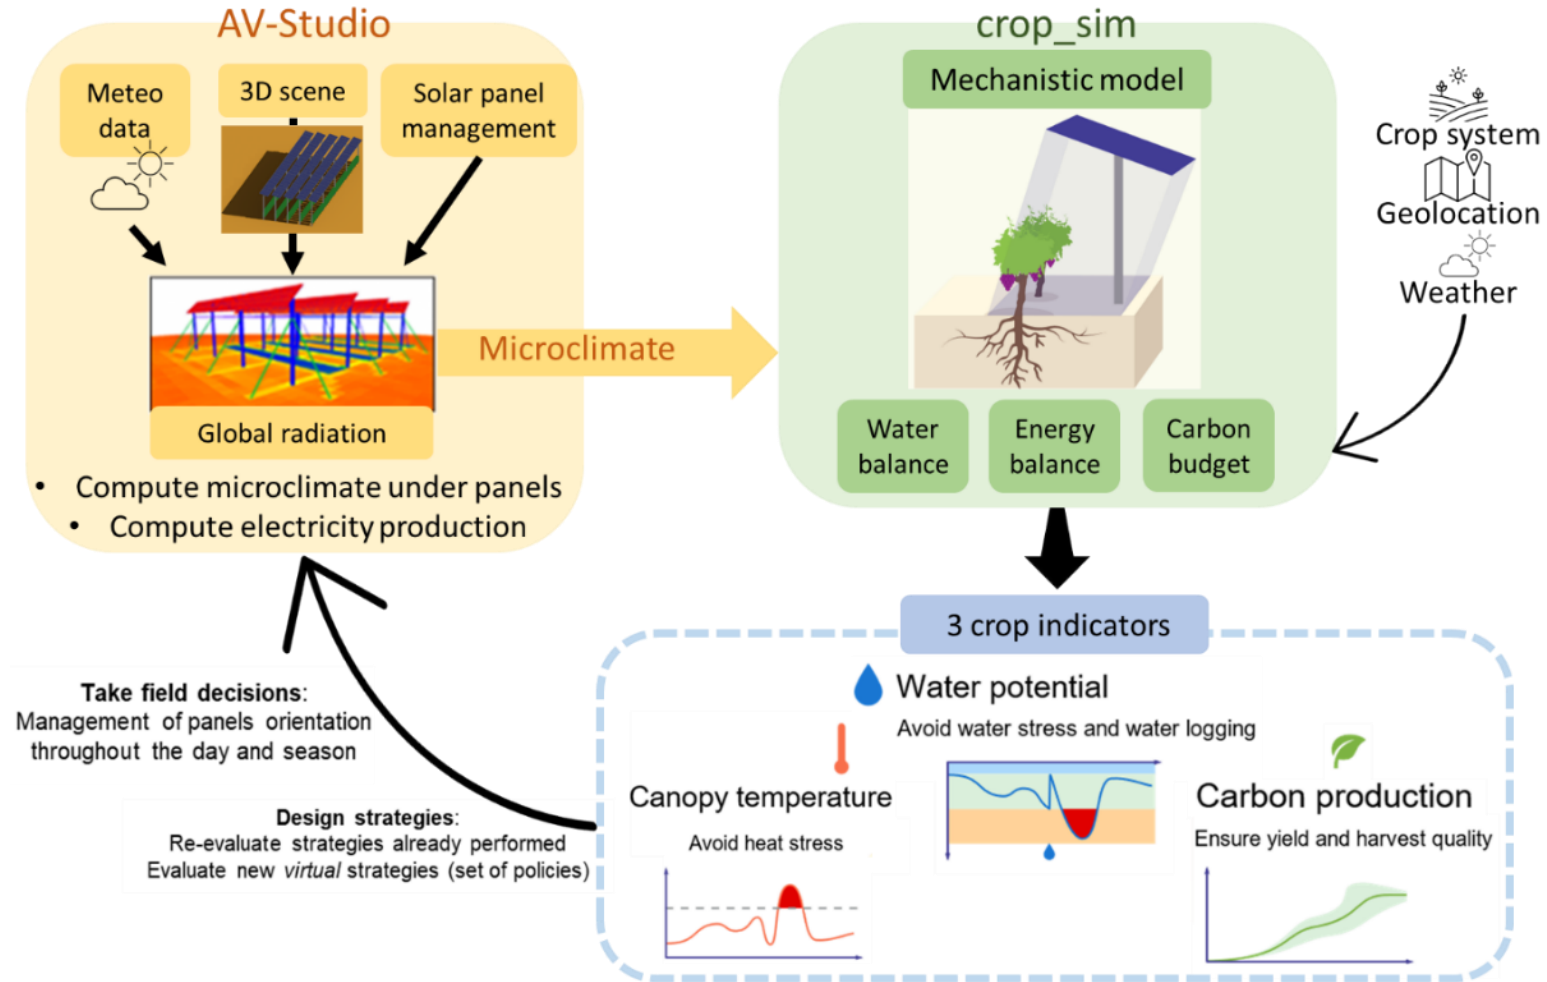 AV-Studio
Meteo
data
3D scene
Solar panel
management
Global radiation
• Compute microclimate under panels
• Compute electricity production
Microclimate
crop_sim
Mechanistic model
Water
balance
Energy
balance
Carbon
budget
Crop system
Geolocation
Weather
3 crop indicators
Water potential
Avoid water stress and water logging
Canopy temperature
Avoid heat stress
Carbon production
Ensure yield and harvest quality
Take field decisions:
Management of panels orientation
throughout the day and season
Design strategies:
Re-evaluate strategies already performed
Evaluate new virtual strategies (set of policies)